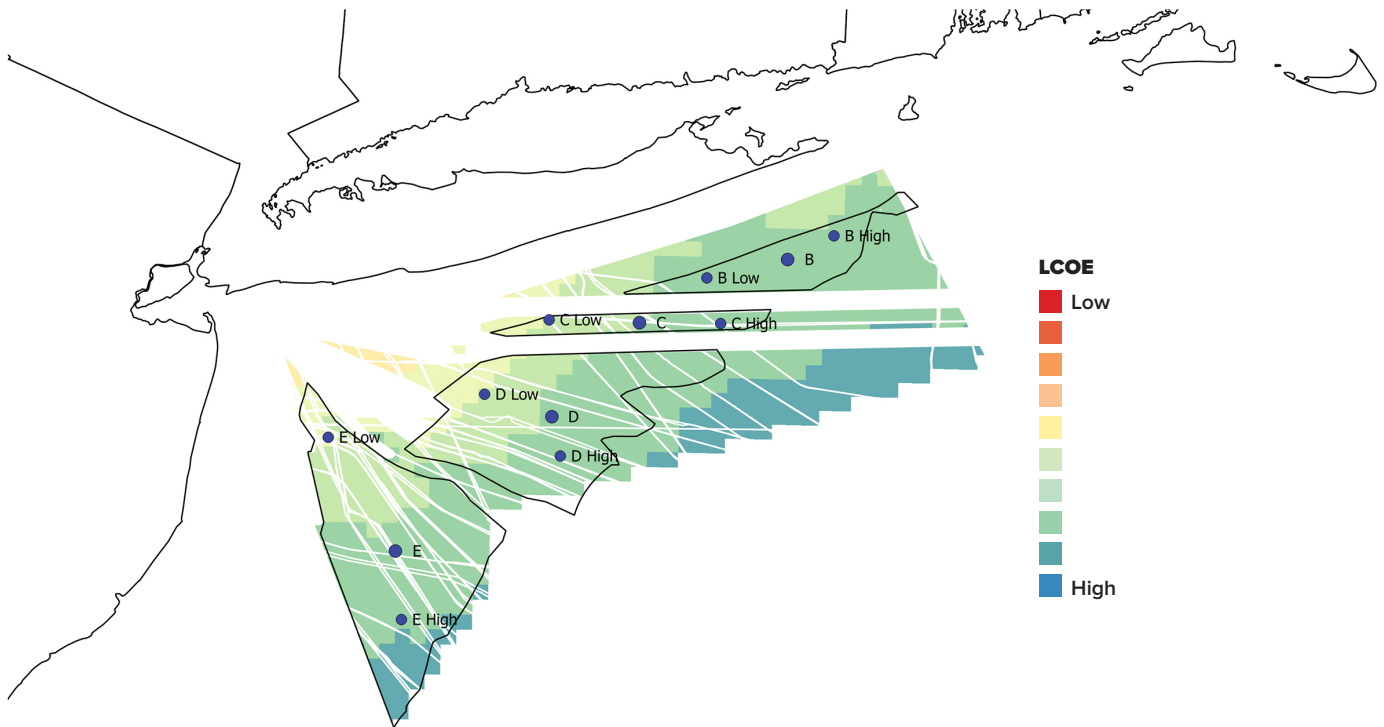 B High
B
B Low
C Low
C
C High
D Low
D
D High
E Low
E
E High
LCOE
Low
High